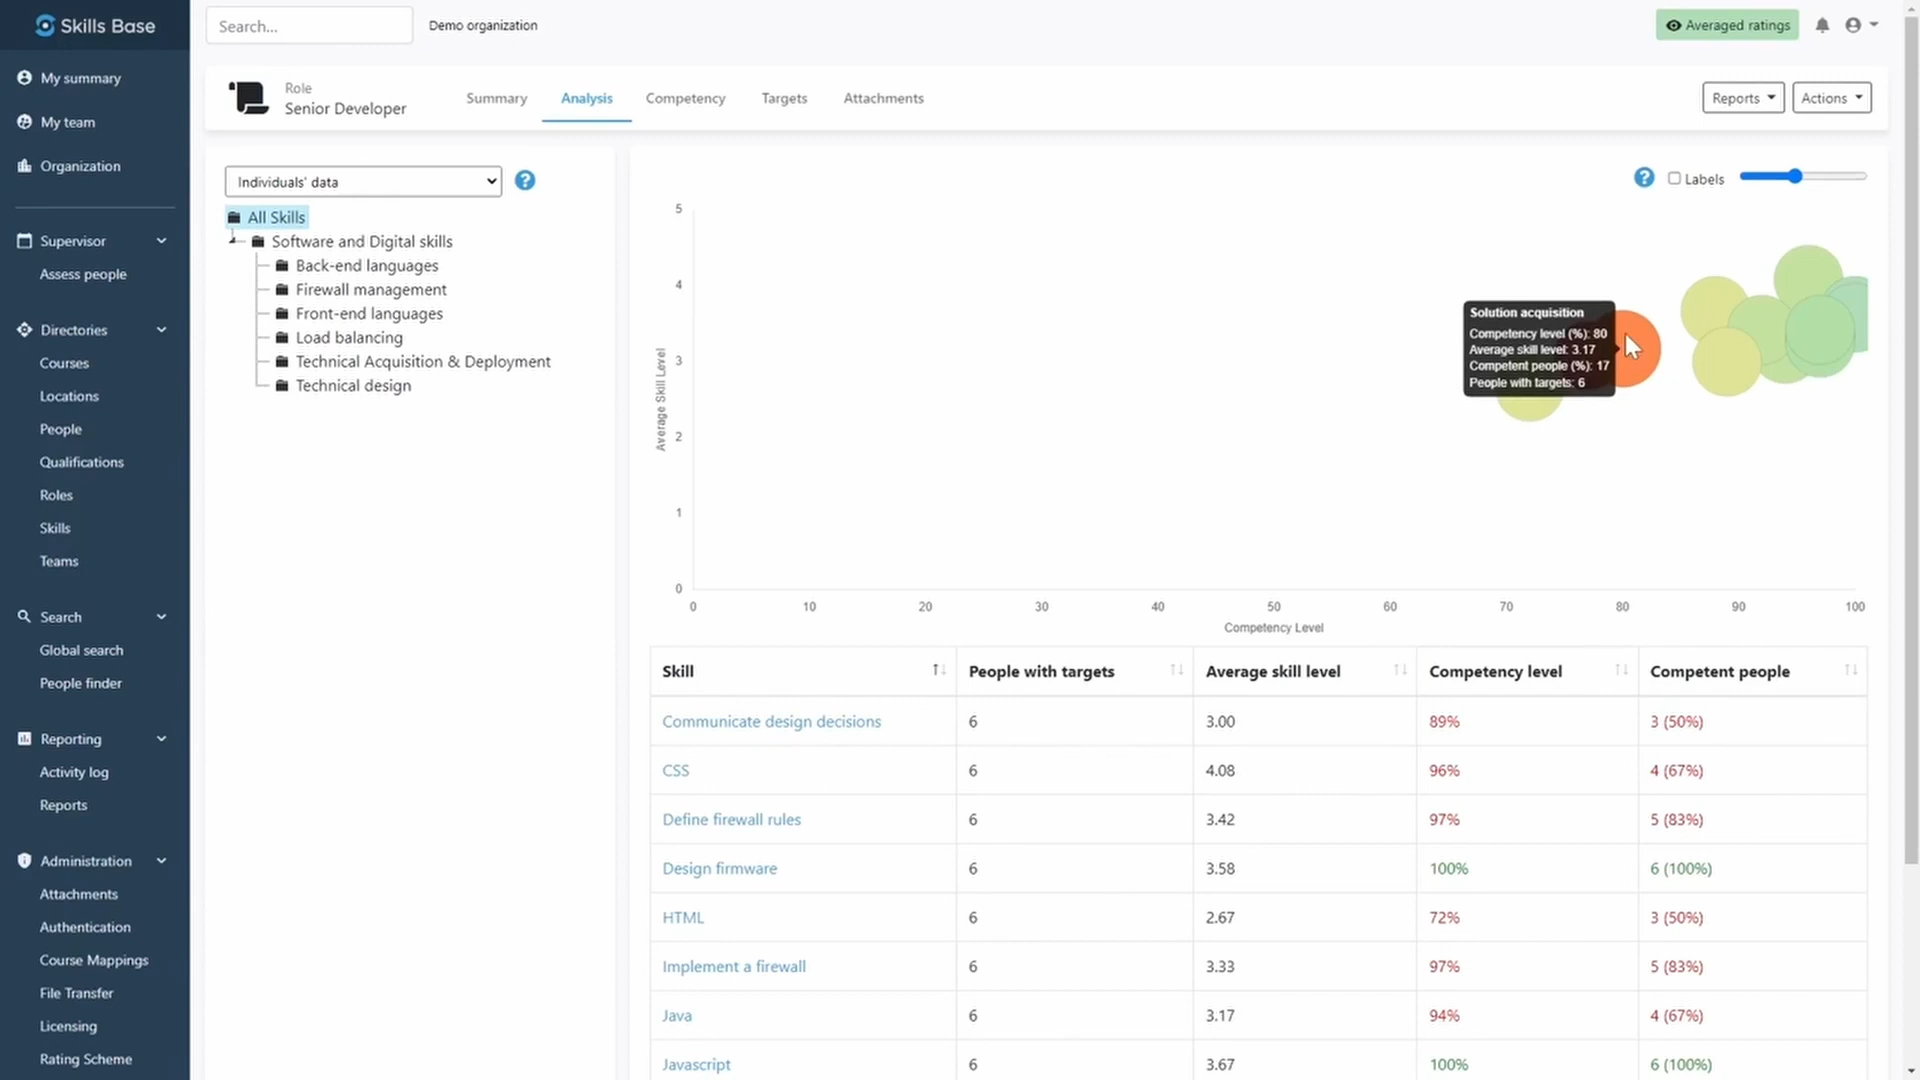 Skills Base
Search...
Demo organization
Averaged ratings
My summary
My team
Organization
Supervisor
Assess people
Directories
Courses
Locations
People
Qualifications
Roles
Skills
Teams
Search
Global search
People finder
Reporting
Activity log
Reports
Administration
Attachments
Authentication
Course Mappings
File Transfer
Licensing
Rating Scheme
Role
Senior Developer
Summary
Analysis
Competency
Targets
Attachments
Reports
Actions
Individuals' data
?
All Skills
Software and Digital skills
Back-end languages
Firewall management
Front-end languages
Load balancing
Technical Acquisition & Deployment
Technical design
?
Labels
5
4
3
2
1
0
Average Skill Level
Solution acquisition
Competency level (%): 80
Average skill level: 3.17
Competent people (%): 17
People with targets: 6
0 10 20 30 40 50 60 70 80 90 100
Competency Level
Skill People with targets Average skill level Competency level Competent people
Communicate design decisions 6 3.00 89% 3 (50%)
CSS 6 4.08 96% 4 (67%)
Define firewall rules 6 3.42 97% 5 (83%)
Design firmware 6 3.58 100% 6 (100%)
HTML 6 2.67 72% 3 (50%)
Implement a firewall 6 3.33 97% 5 (83%)
Java 6 3.17 94% 4 (67%)
Javascript 6 3.67 100% 6 (100%)